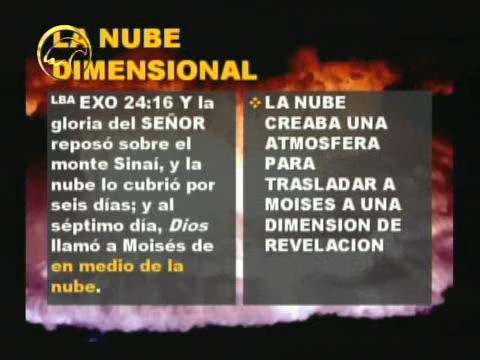 LA NUBE
DIMENSIONAL
LBA EXO 24:16 Y la
gloria del SEÑOR
reposó sobre el
monte Sinaí, y la
nube lo cubrió por
seis días; y al
séptimo día, Dios
llamó a Moisés de
en medio de la
nube.
LA NUBE
CREABA UNA
ATMOSFERA
PARA
TRASLADAR A
MOISES A UNA
DIMENSION DE
REVELACION